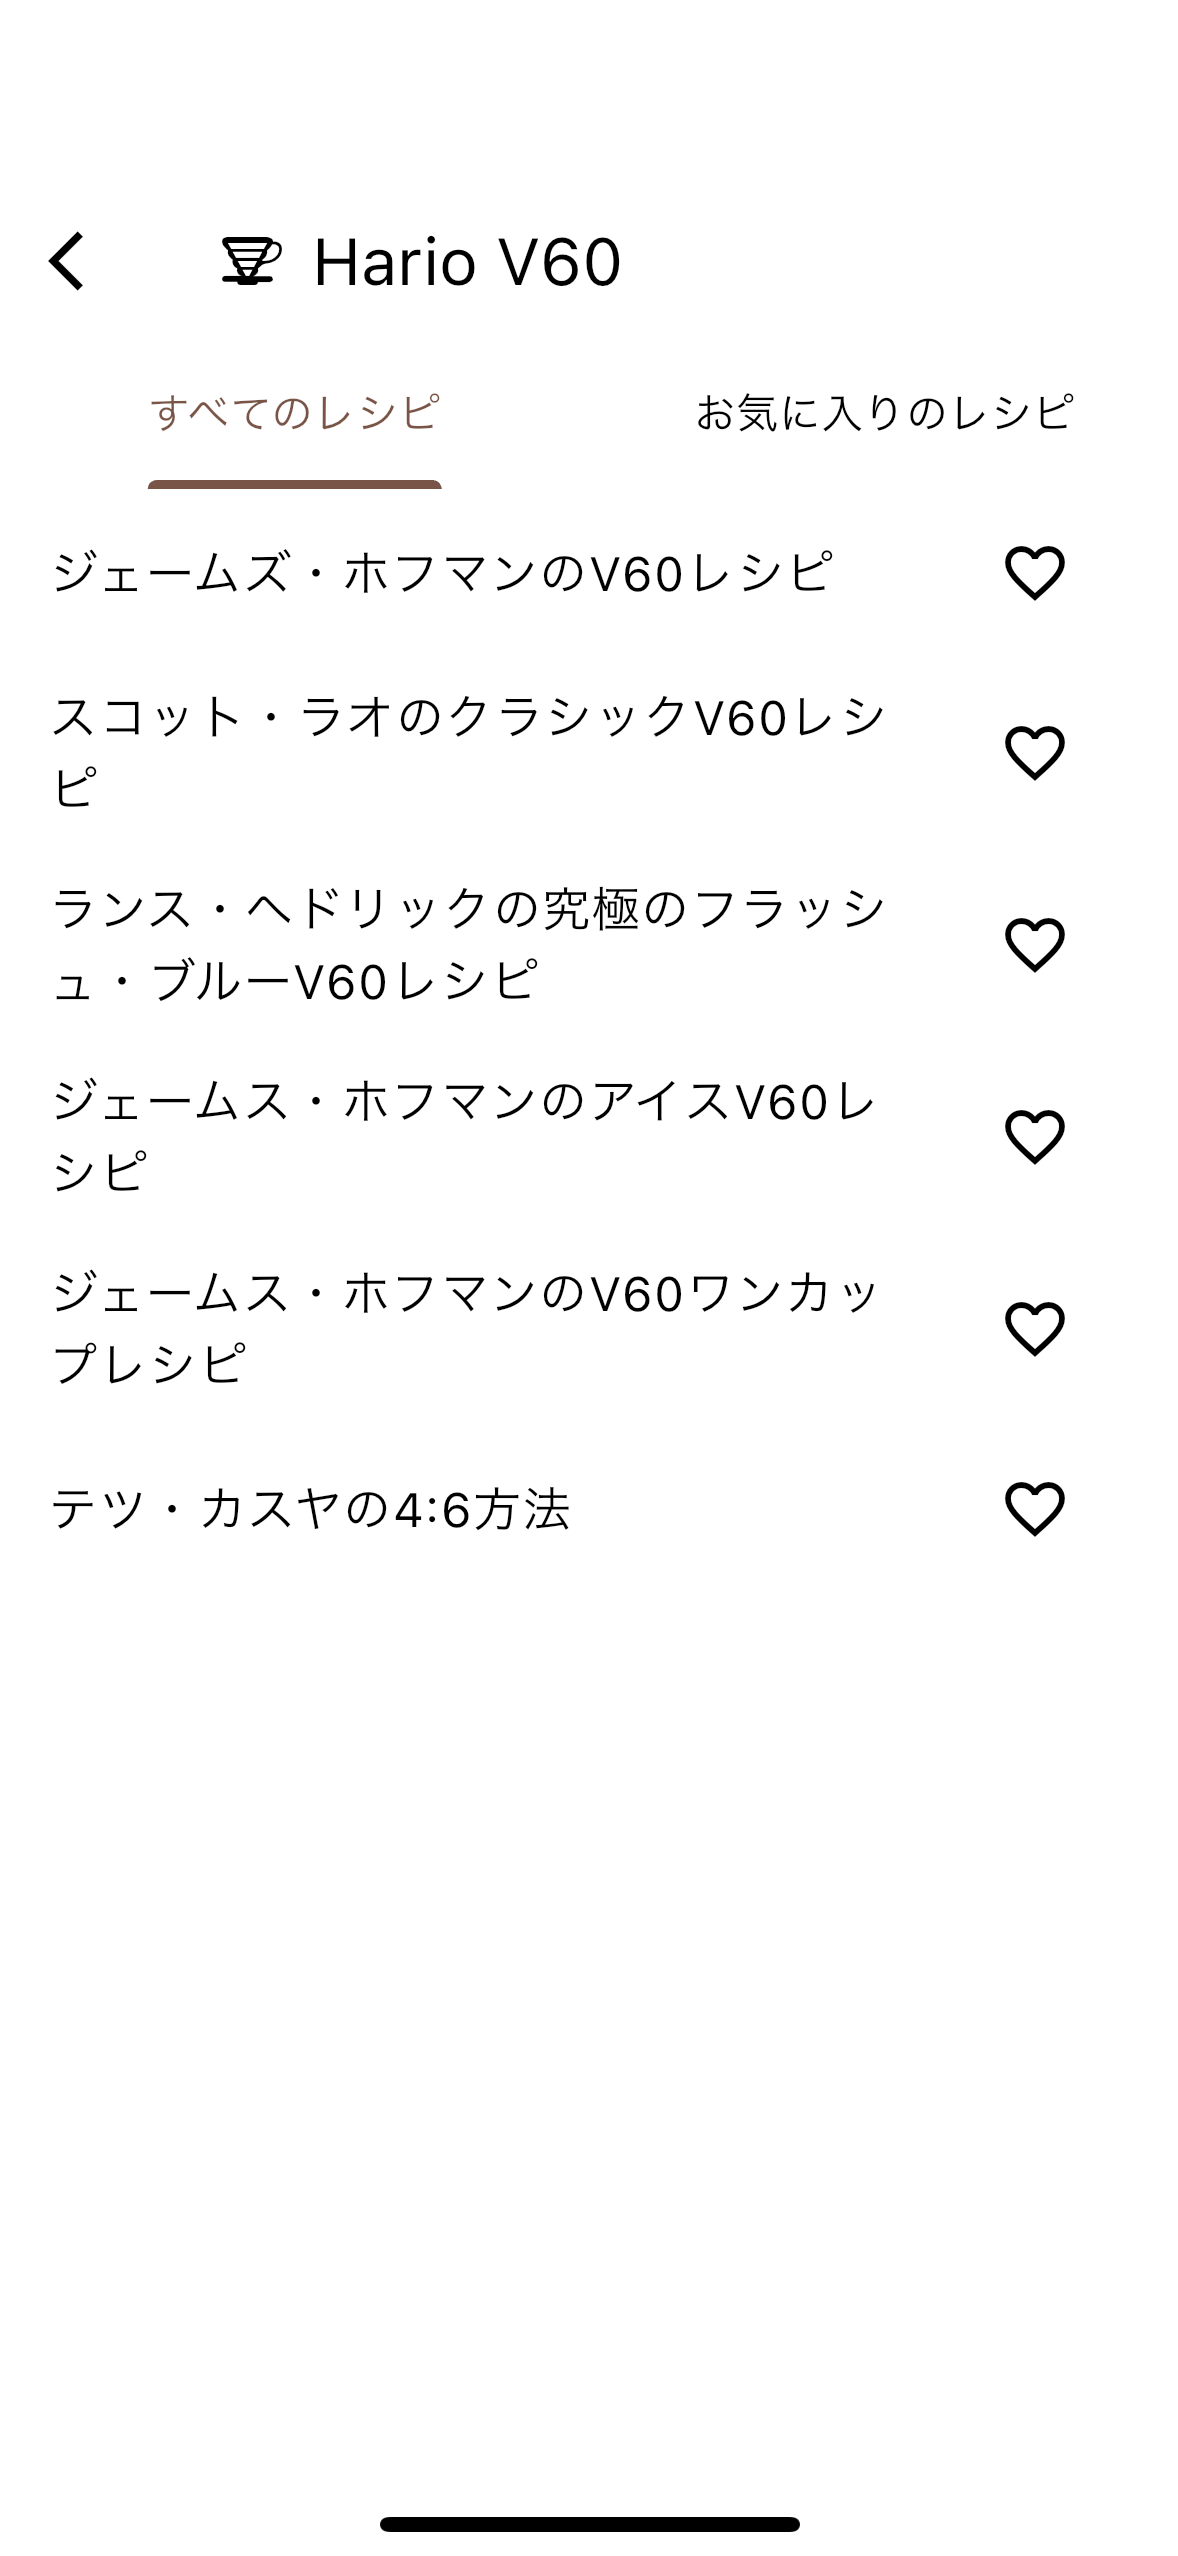 Hario V60
すべてのレシピ
お気に入りのレシピ
ジェームズ・ホフマンのV60レシピ
スコット・ラオのクラシックV60レシ
ピ
ランス・ヘドリックの究極のフラッシ
ュ・ブルーV60レシピ
ジェームス・ホフマンのアイスV60レ
シピ
ジェームス・ホフマンのV60ワンカッ
プレシピ
テツ・カスヤの4:6方法